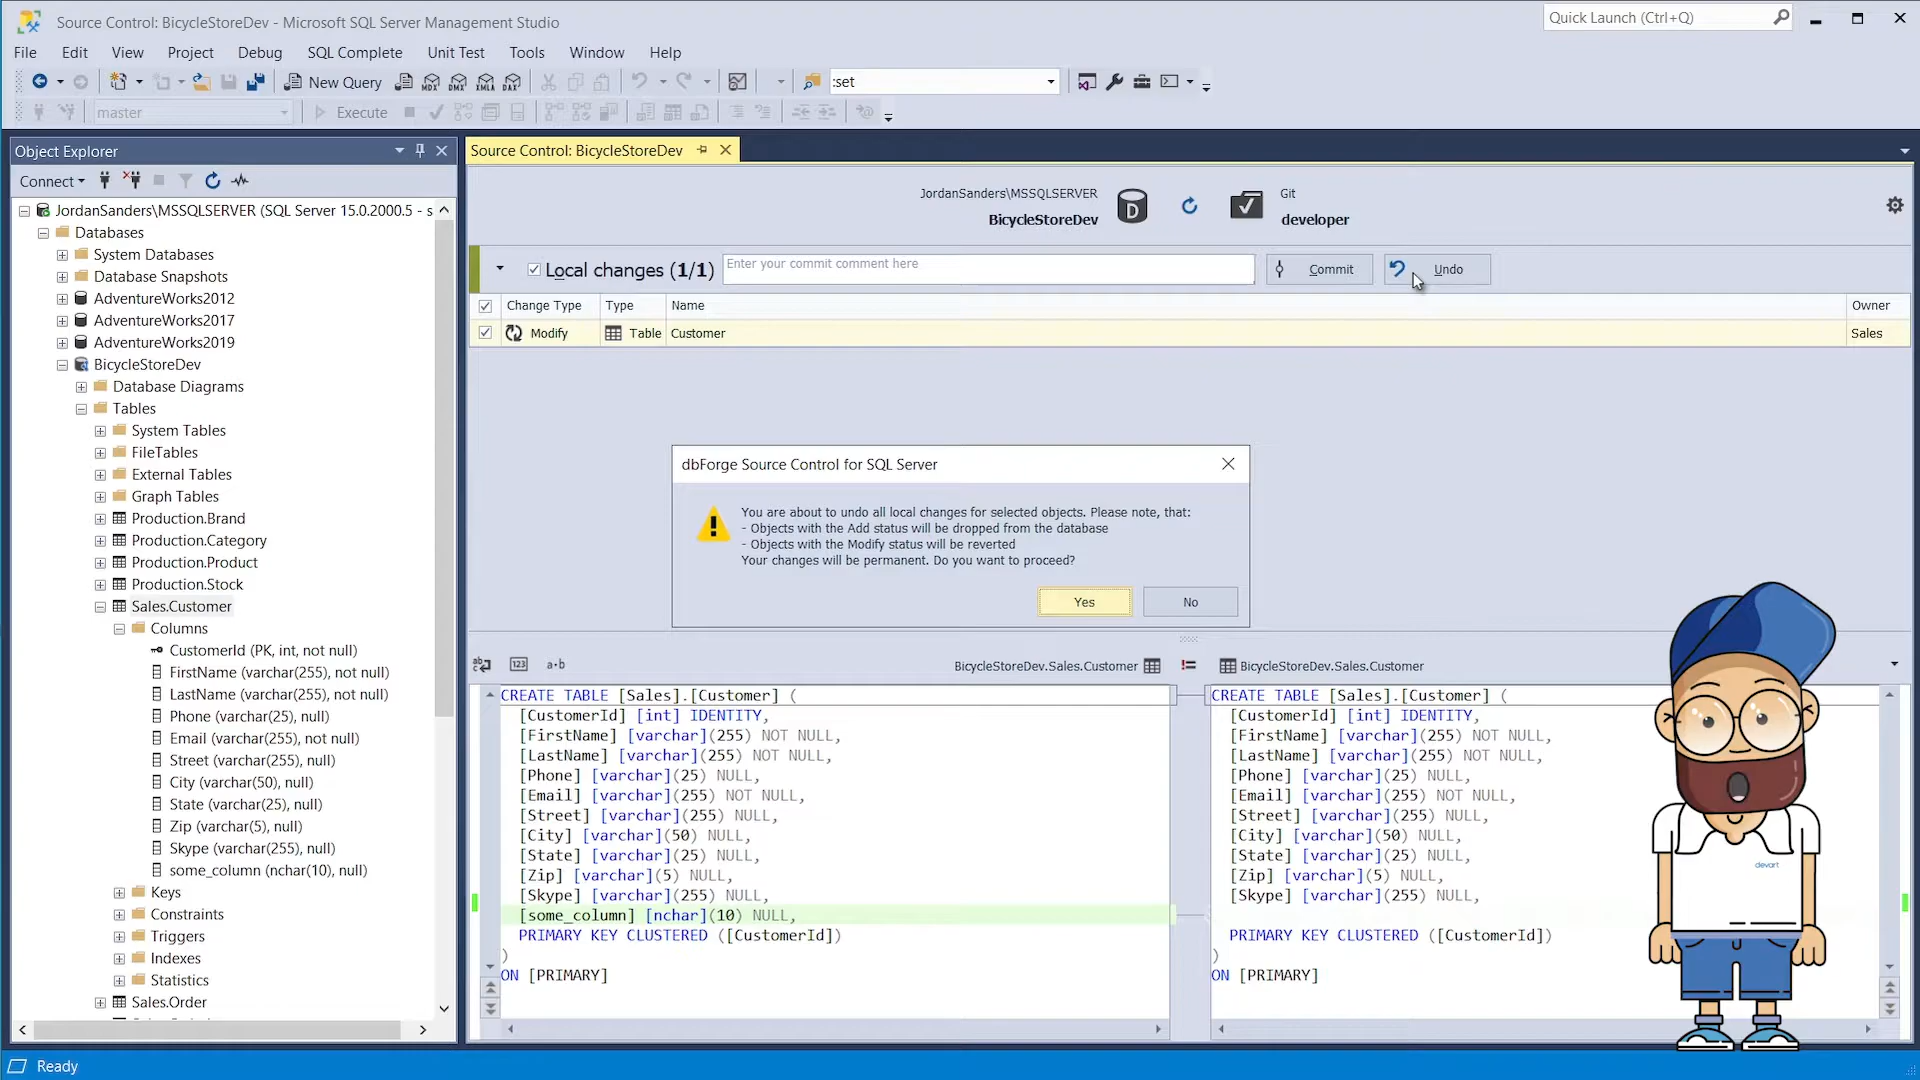 Source Control: BicycleStoreDev - Microsoft SQL Server Management Studio
Quick Launch (Ctrl+Q)
File Edit View Project Debug SQL Complete Unit Test Tools Window Help
New Query MDX DMX XMLA DAX :set
master Execute
Object Explorer
Source Control: BicycleStoreDev
Connect
JordanSanders\MSSQLSERVER (SQL Server 15.0.2000.5 - s
Databases
System Databases
Database Snapshots
AdventureWorks2012
AdventureWorks2017
AdventureWorks2019
BicycleStoreDev
Database Diagrams
Tables
System Tables
FileTables
External Tables
Graph Tables
Production.Brand
Production.Category
Production.Product
Production.Stock
Sales.Customer
Columns
CustomerId (PK, int, not null)
FirstName (varchar(255), not null)
LastName (varchar(255), not null)
Phone (varchar(25), null)
Email (varchar(255), not null)
Street (varchar(255), null)
City (varchar(50), null)
State (varchar(25), null)
Zip (varchar(5), null)
Skype (varchar(255), null)
some_column (nchar(10), null)
Keys
Constraints
Triggers
Indexes
Statistics
Sales.Order
JordanSanders\MSSQLSERVER
BicycleStoreDev
D
Git
developer
Local changes (1/1) Enter your commit comment here Commit Undo
Change Type Type Name Owner
Modify Table Customer Sales
dbForge Source Control for SQL Server
You are about to undo all local changes for selected objects. Please note, that:
- Objects with the Add status will be dropped from the database
- Objects with the Modify status will be reverted
Your changes will be permanent. Do you want to proceed?
Yes No
123 a·b BicycleStoreDev.Sales.Customer BicycleStoreDev.Sales.Customer
CREATE TABLE [Sales].[Customer] (
[CustomerId] [int] IDENTITY,
[FirstName] [varchar](255) NOT NULL,
[LastName] [varchar](255) NOT NULL,
[Phone] [varchar](25) NULL,
[Email] [varchar](255) NOT NULL,
[Street] [varchar](255) NULL,
[City] [varchar](50) NULL,
[State] [varchar](25) NULL,
[Zip] [varchar](5) NULL,
[Skype] [varchar](255) NULL,
[some_column] [nchar](10) NULL,
PRIMARY KEY CLUSTERED ([CustomerId])
)
ON [PRIMARY]
CREATE TABLE [Sales].[Customer] (
[CustomerId] [int] IDENTITY,
[FirstName] [varchar](255) NOT NULL,
[LastName] [varchar](255) NOT NULL,
[Phone] [varchar](25) NULL,
[Email] [varchar](255) NOT NULL,
[Street] [varchar](255) NULL,
[City] [varchar](50) NULL,
[State] [varchar](25) NULL,
[Zip] [varchar](5) NULL,
[Skype] [varchar](255) NULL,
PRIMARY KEY CLUSTERED ([CustomerId])
)
ON [PRIMARY]
devart
Ready